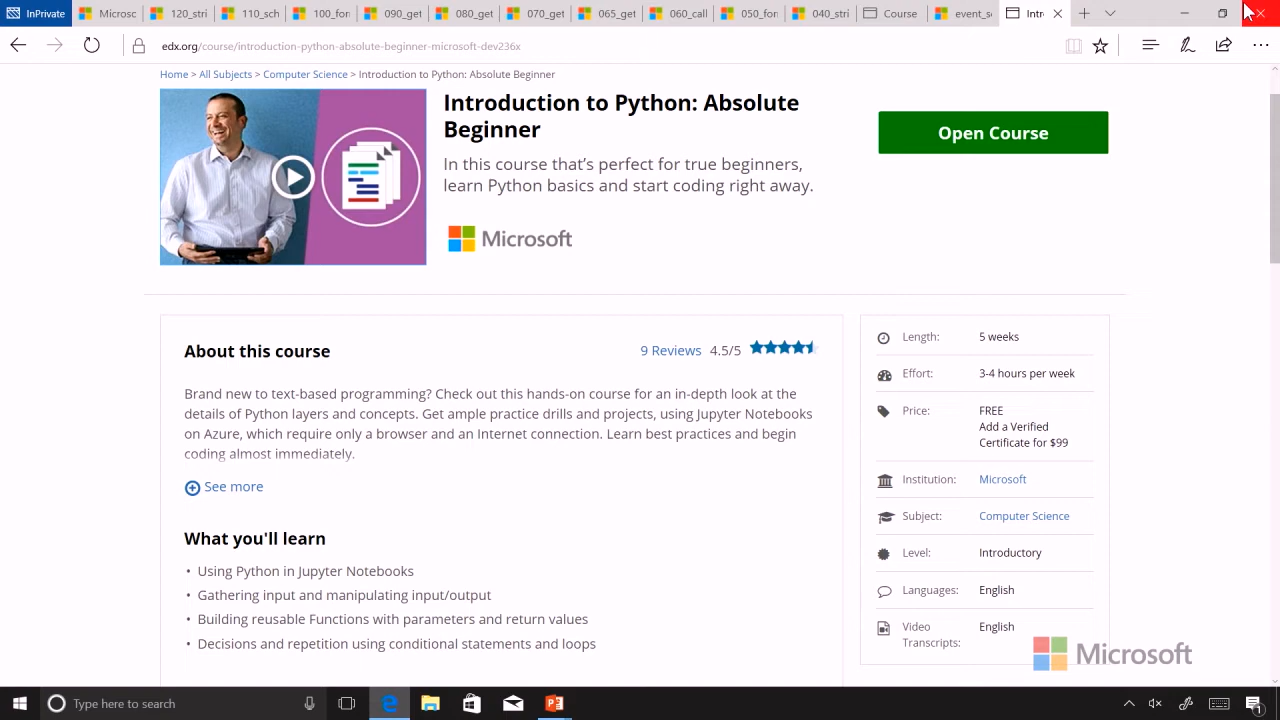 InPrivate
Micros
120_stri
110_sch
100_for
090_get
080_get
070_get
065_get
060_call
050_for
040_stri
Course
event_s
Intr
edx.org/course/introduction-python-absolute-beginner-microsoft-dev236x
Home > All Subjects > Computer Science > Introduction to Python: Absolute Beginner
Introduction to Python: Absolute
Beginner
Open Course
In this course that's perfect for true beginners,
learn Python basics and start coding right away.
Microsoft
About this course
9 Reviews 4.5/5
Brand new to text-based programming? Check out this hands-on course for an in-depth look at the
details of Python layers and concepts. Get ample practice drills and projects, using Jupyter Notebooks
on Azure, which require only a browser and an Internet connection. Learn best practices and begin
coding almost immediately.
See more
What you'll learn
• Using Python in Jupyter Notebooks
• Gathering input and manipulating input/output
• Building reusable Functions with parameters and return values
• Decisions and repetition using conditional statements and loops
Length: 5 weeks
Effort: 3-4 hours per week
Price: FREE
Add a Verified
Certificate for $99
Institution: Microsoft
Subject: Computer Science
Level: Introductory
Languages: English
Video English
Transcripts:
Microsoft
Type here to search
1